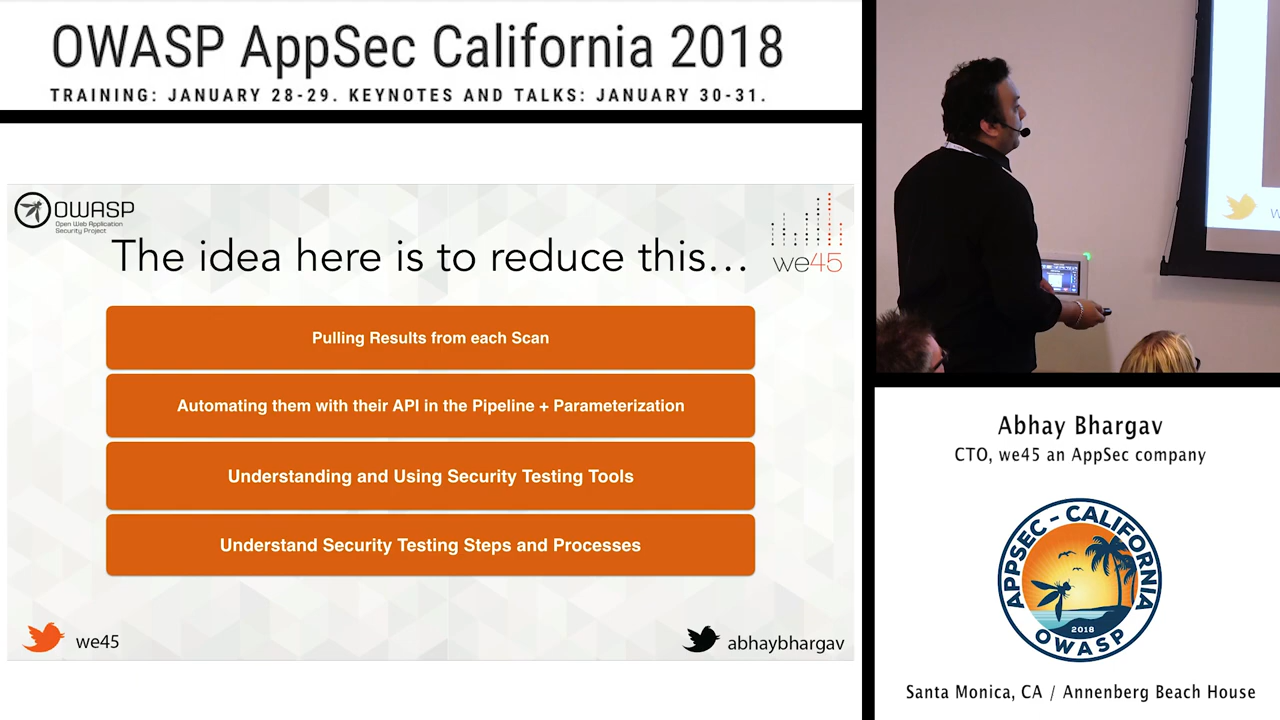 OWASP AppSec California 2018
TRAINING: JANUARY 28-29. KEYNOTES AND TALKS: JANUARY 30-31.
OWASP
Open Web Application
Security Project
we45
The idea here is to reduce this...
Pulling Results from each Scan
Automating them with their API in the Pipeline + Parameterization
Understanding and Using Security Testing Tools
Understand Security Testing Steps and Processes
we45
abhaybhargav
Abhay Bhargav
CTO, we45 an AppSec company
APPSEC - CALIFORNIA
2018
OWASP
Santa Monica, CA / Annenberg Beach House